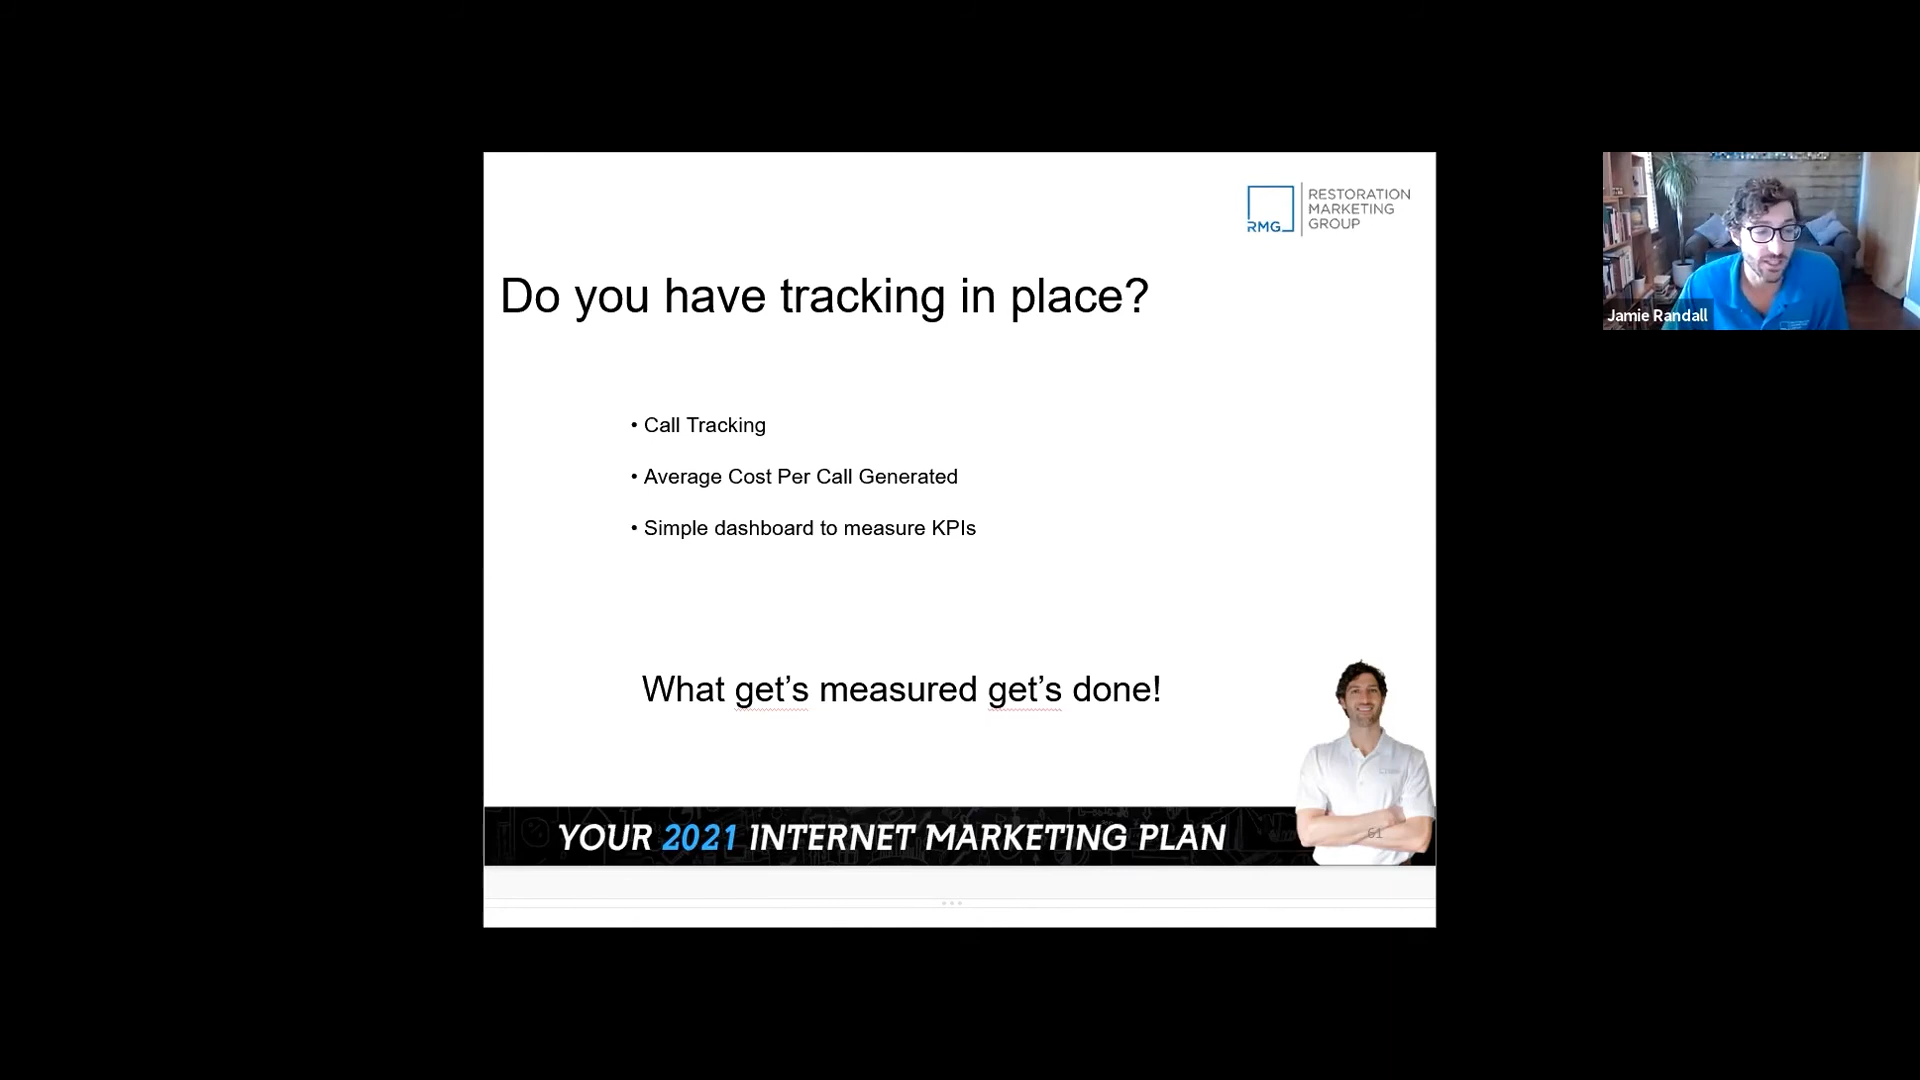 RMG
RESTORATION
MARKETING
GROUP
Do you have tracking in place?
• Call Tracking
• Average Cost Per Call Generated
• Simple dashboard to measure KPIs
What get’s measured get’s done!
YOUR 2021 INTERNET MARKETING PLAN
61
Jamie Randall